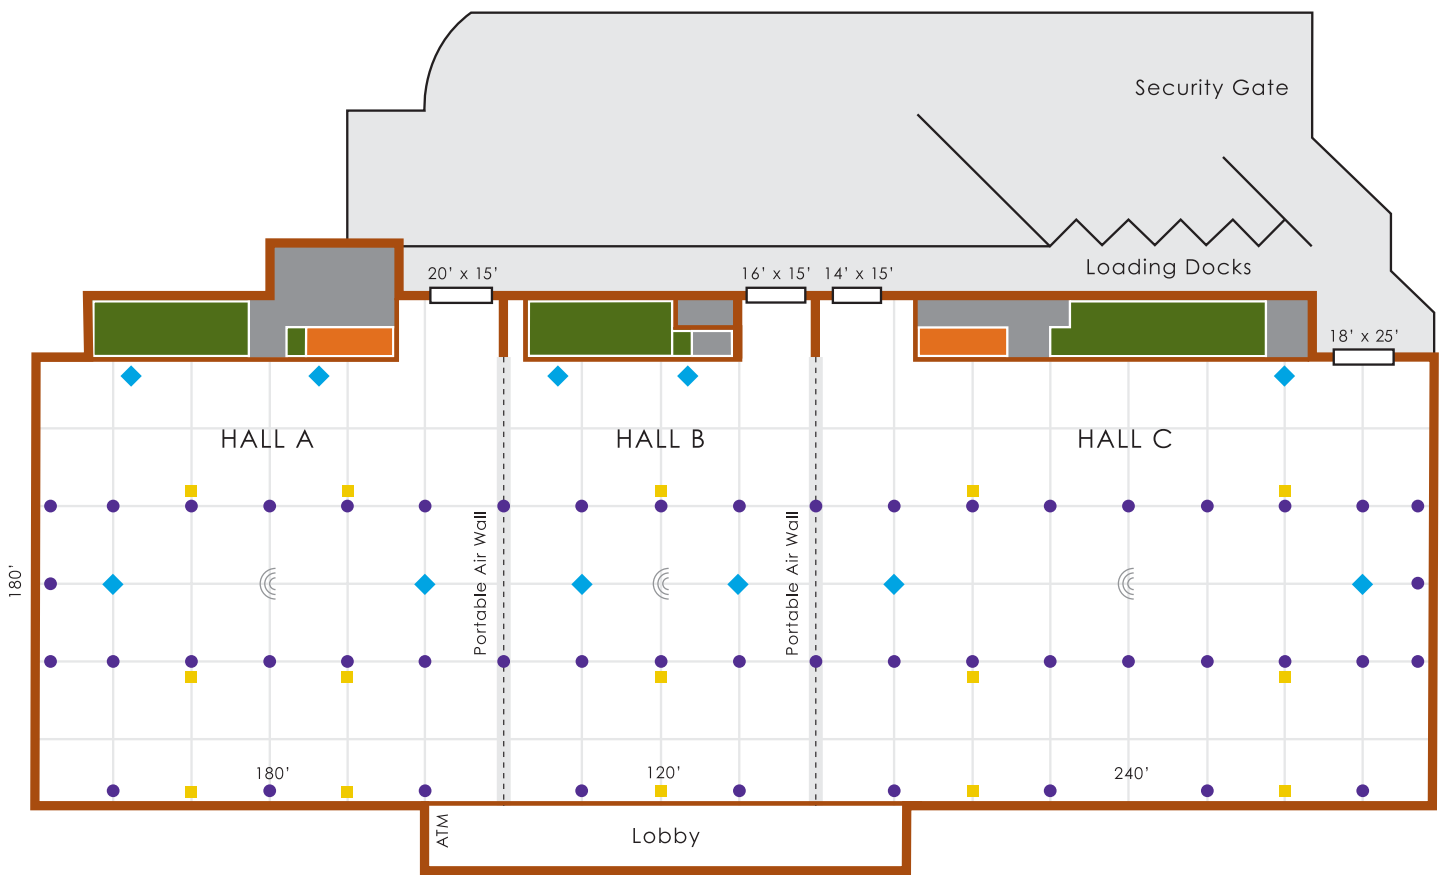 Security Gate
Loading Docks
20’ x 15’
16’ x 15’
14’ x 15’
18’ x 25’
HALL A
HALL B
HALL C
Portable Air Wall
Portable Air Wall
180’
180’
120’
240’
ATM
Lobby